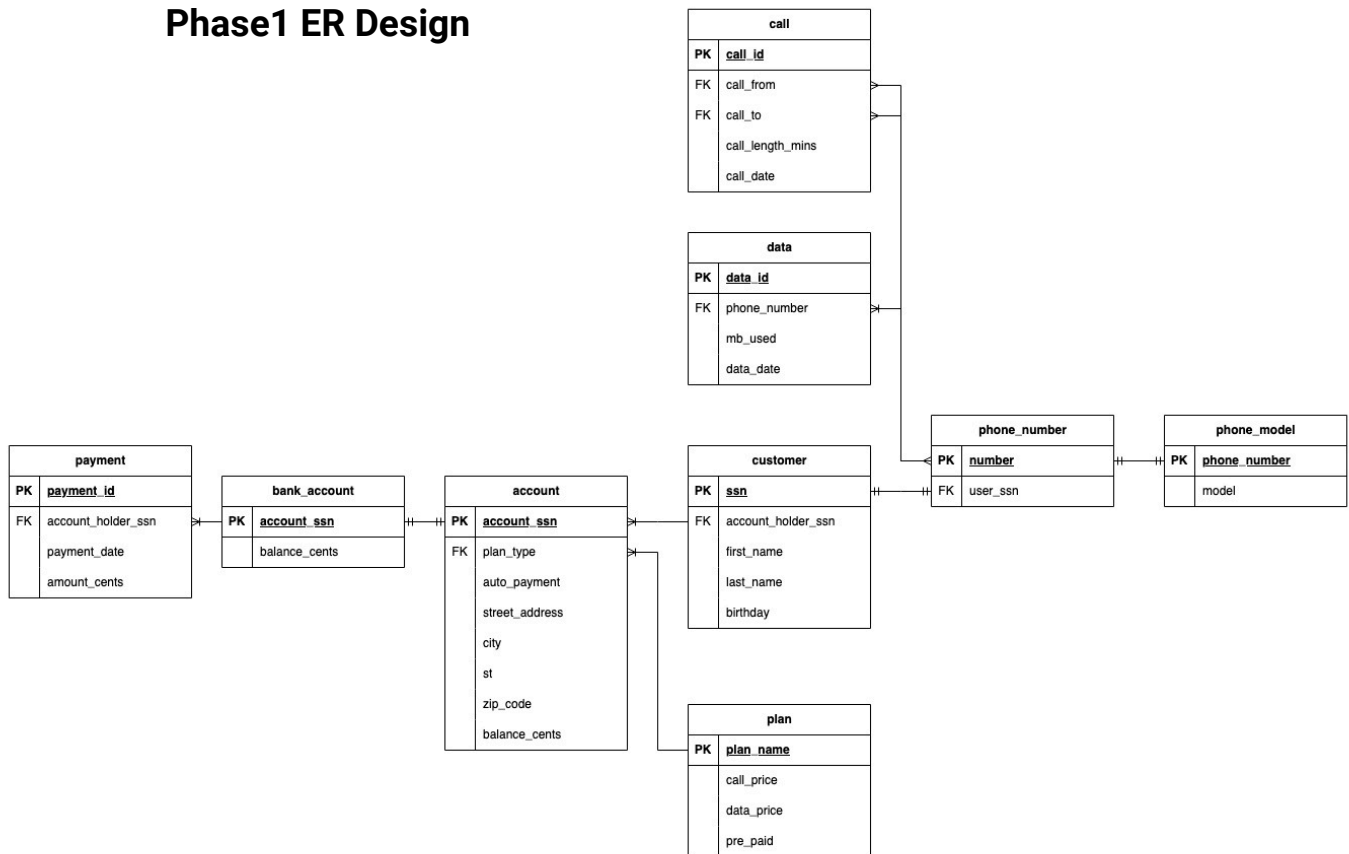 Phase1 ER Design
call
PK call_id
FK call_from
FK call_to
call_length_mins
call_date
data
PK data_id
FK phone_number
mb_used
data_date
phone_number
PK number
FK user_ssn
phone_model
PK phone_number
model
payment
PK payment_id
FK account_holder_ssn
payment_date
amount_cents
bank_account
PK account_ssn
balance_cents
account
PK account_ssn
FK plan_type
auto_payment
street_address
city
st
zip_code
balance_cents
customer
PK ssn
FK account_holder_ssn
first_name
last_name
birthday
plan
PK plan_name
call_price
data_price
pre_paid